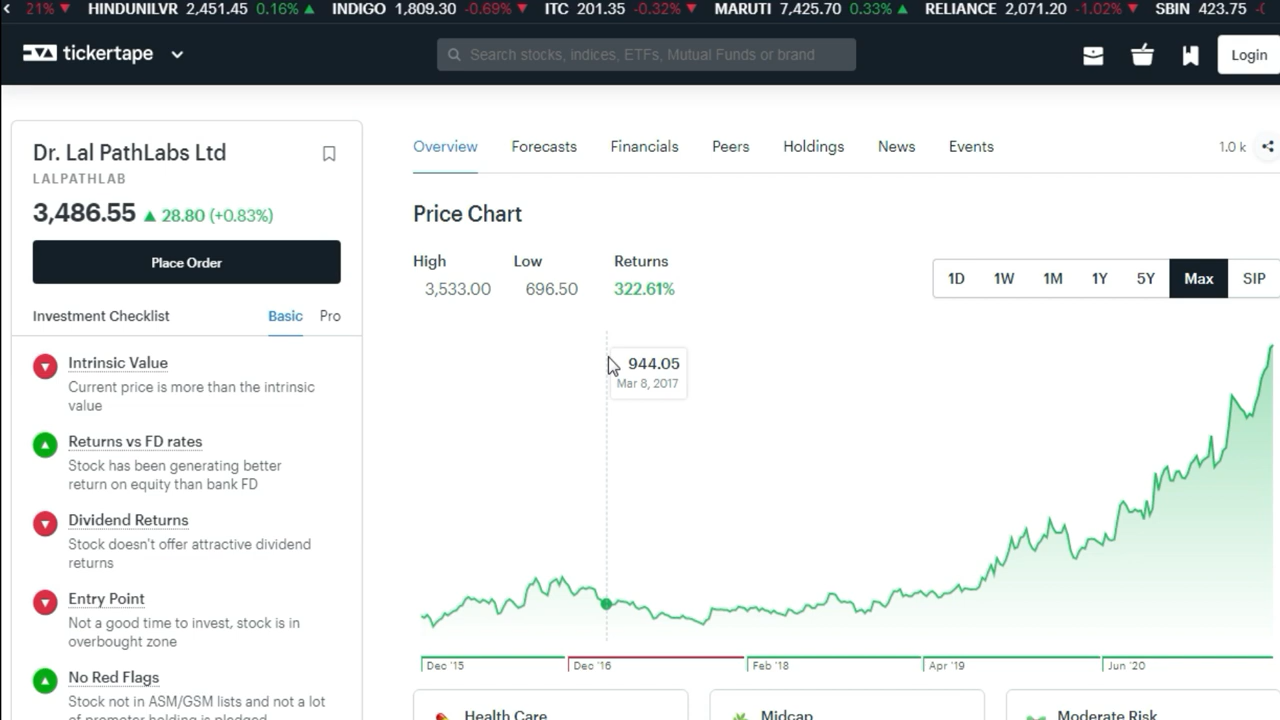 21% ▼ HINDUNILVR 2,451.45 0.16% ▲ INDIGO 1,809.30 -0.69% ▼ ITC 201.35 -0.32% ▼ MARUTI 7,425.70 0.33% ▲ RELIANCE 2,071.20 -1.02% ▼ SBIN 423.75
tickertape
Search stocks, indices, ETFs, Mutual Funds or brand
Login
Dr. Lal PathLabs Ltd
LALPATHLAB
3,486.55 ▲ 28.80 (+0.83%)
Place Order
Investment Checklist Basic Pro
Intrinsic Value
Current price is more than the intrinsic
value
Returns vs FD rates
Stock has been generating better
return on equity than bank FD
Dividend Returns
Stock doesn't offer attractive dividend
returns
Entry Point
Not a good time to invest, stock is in
overbought zone
No Red Flags
Stock not in ASM/GSM lists and not a lot
of promoter holding is pledged
Overview Forecasts Financials Peers Holdings News Events 1.0 k
Price Chart
High Low Returns
3,533.00 696.50 322.61%
1D 1W 1M 1Y 5Y Max SIP
944.05
Mar 8, 2017
Dec '15 Dec '16 Feb '18 Apr '19 Jun '20
Health Care Midcap Moderate Risk